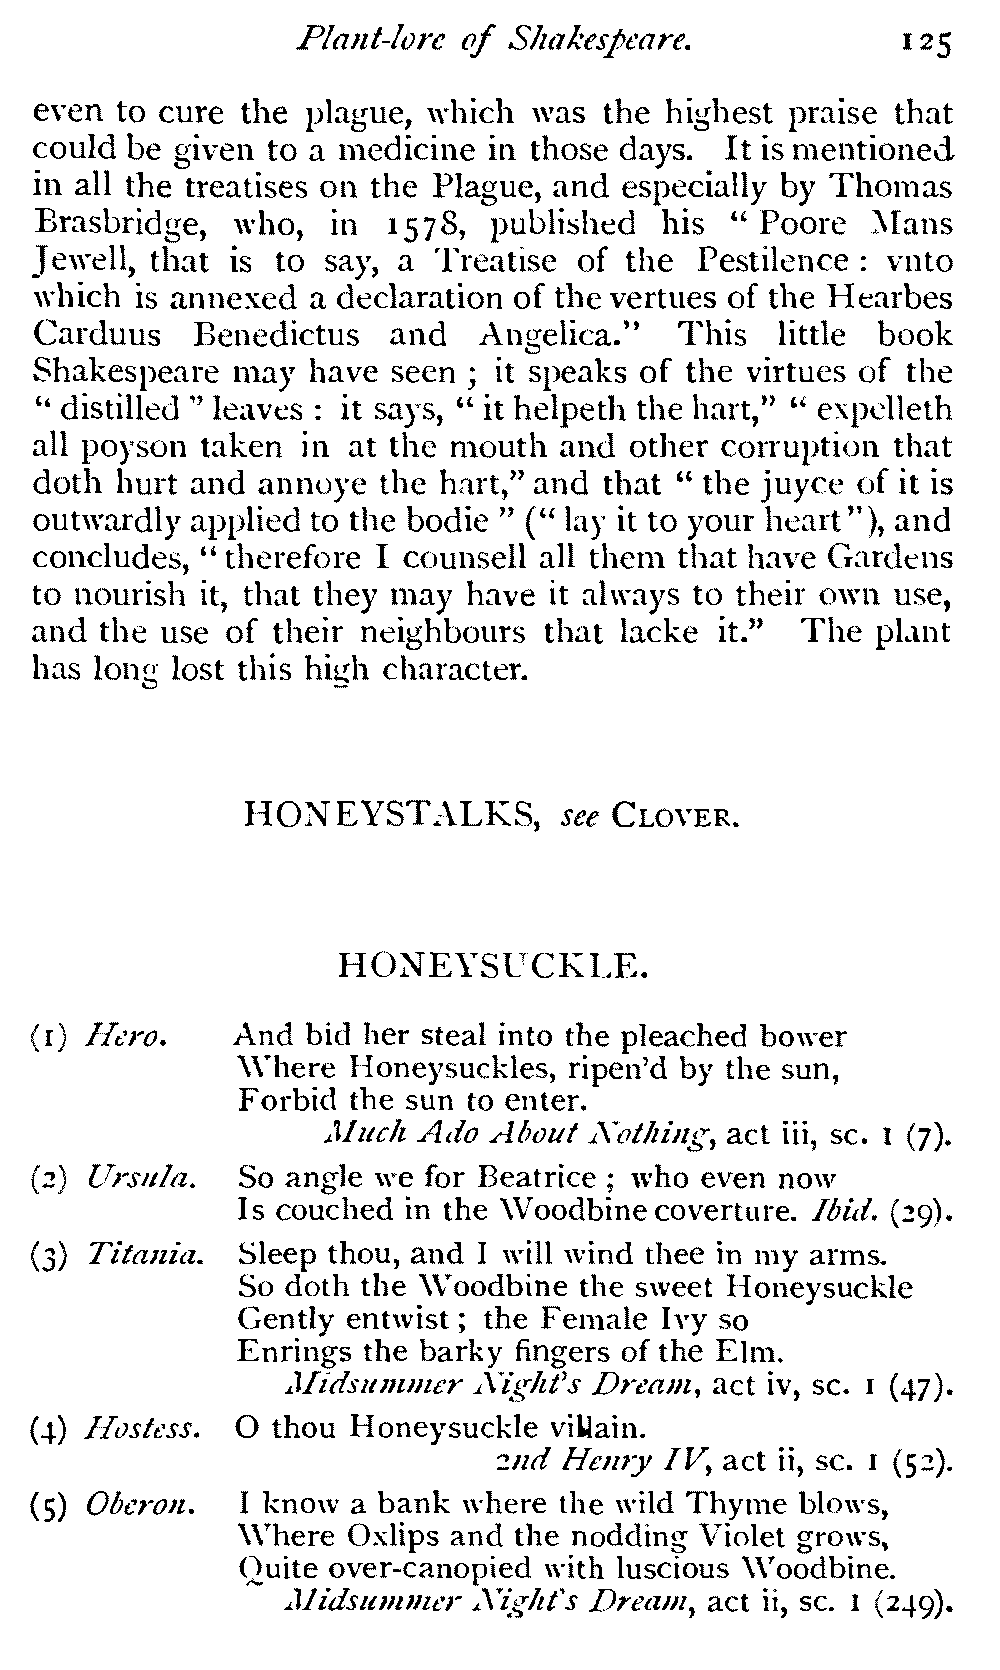 Plant-lore of Shakespeare. 125
even to cure the plague, which was the highest praise that
could be given to a medicine in those days. It is mentioned
in all the treatises on the Plague, and especially by Thomas
Brasbridge, who, in 1578, published his “ Poore Mans
Jewell, that is to say, a Treatise of the Pestilence : vnto
which is annexed a declaration of the vertues of the Hearbes
Carduus Benedictus and Angelica.” This little book
Shakespeare may have seen ; it speaks of the virtues of the
“ distilled ” leaves : it says, “ it helpeth the hart,” “ expelleth
all poyson taken in at the mouth and other corruption that
doth hurt and annoye the hart,” and that “ the juyce of it is
outwardly applied to the bodie ” (“ lay it to your heart”), and
concludes, “ therefore I counsell all them that have Gardens
to nourish it, that they may have it always to their own use,
and the use of their neighbours that lacke it.” The plant
has long lost this high character.
HONEYSTALKS, see CLOVER.
HONEYSUCKLE.
(1) Hero. And bid her steal into the pleached bower
Where Honeysuckles, ripen’d by the sun,
Forbid the sun to enter.
Much Ado About Nothing, act iii, sc. 1 (7).
(2) Ursula. So angle we for Beatrice ; who even now
Is couched in the Woodbine coverture. Ibid. (29).
(3) Titania. Sleep thou, and I will wind thee in my arms.
So doth the Woodbine the sweet Honeysuckle
Gently entwist ; the Female Ivy so
Enrings the barky fingers of the Elm.
Midsummer Night’s Dream, act iv, sc. 1 (47).
(4) Hostess. O thou Honeysuckle villain.
2nd Henry IV, act ii, sc. 1 (52).
(5) Oberon. I know a bank where the wild Thyme blows,
Where Oxlips and the nodding Violet grows,
Quite over-canopied with luscious Woodbine.
Midsummer Night’s Dream, act ii, sc. 1 (249).